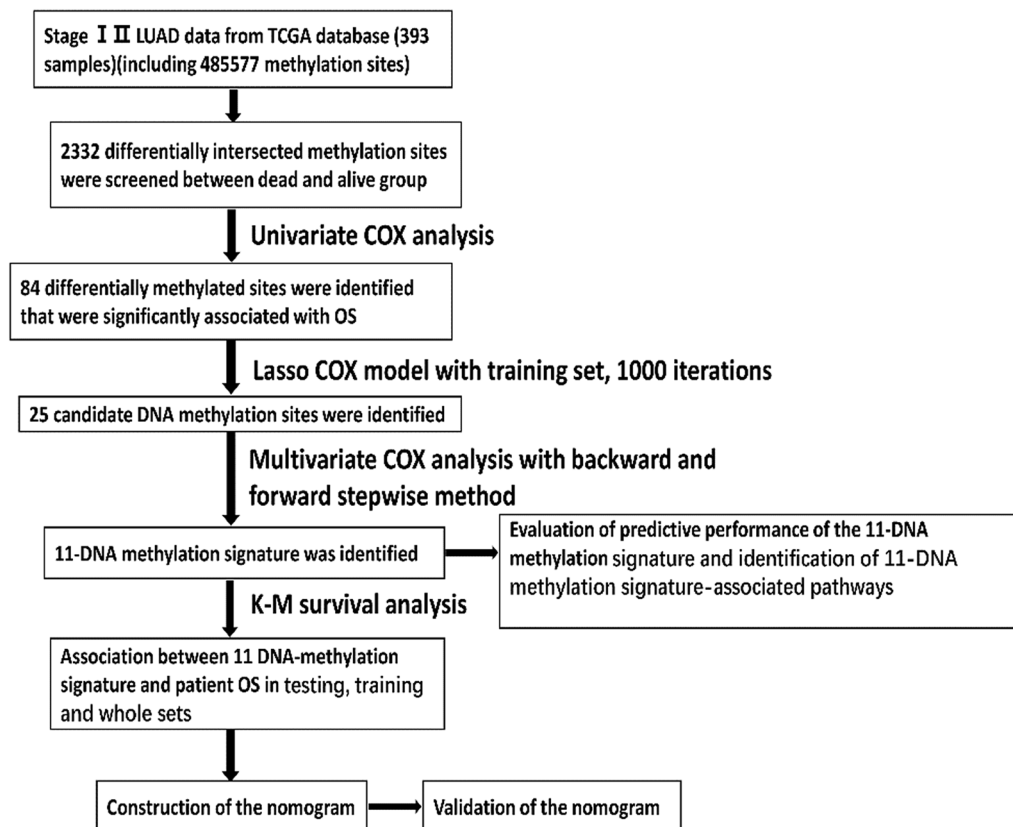 Stage I II LUAD data from TCGA database (393
samples)(including 485577 methylation sites)
2332 differentially intersected methylation sites
were screened between dead and alive group
Univariate COX analysis
84 differentially methylated sites were identified
that were significantly associated with OS
Lasso COX model with training set, 1000 iterations
25 candidate DNA methylation sites were identified
Multivariate COX analysis with backward and
forward stepwise method
11-DNA methylation signature was identified
Evaluation of predictive performance of the 11-DNA
methylation signature and identification of 11-DNA
methylation signature-associated pathways
K-M survival analysis
Association between 11 DNA-methylation
signature and patient OS in testing, training
and whole sets
Construction of the nomogram
Validation of the nomogram